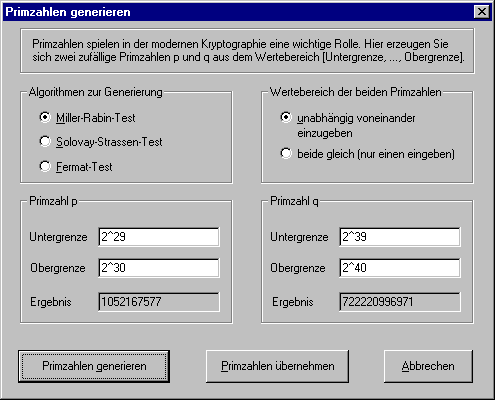 Primzahlen generieren
Primzahlen spielen in der modernen Kryptographie eine wichtige Rolle. Hier erzeugen Sie
sich zwei zufällige Primzahlen p und q aus dem Wertebereich [Untergrenze, ..., Obergrenze].
Algorithmen zur Generierung
Miller-Rabin-Test
Solovay-Strassen-Test
Fermat-Test
Wertebereich der beiden Primzahlen
unabhängig voneinander
einzugeben
beide gleich (nur einen eingeben)
Primzahl p
Untergrenze 2^29
Obergrenze 2^30
Ergebnis 1052167577
Primzahl q
Untergrenze 2^39
Obergrenze 2^40
Ergebnis 722220996971
Primzahlen generieren
Primzahlen übernehmen
Abbrechen